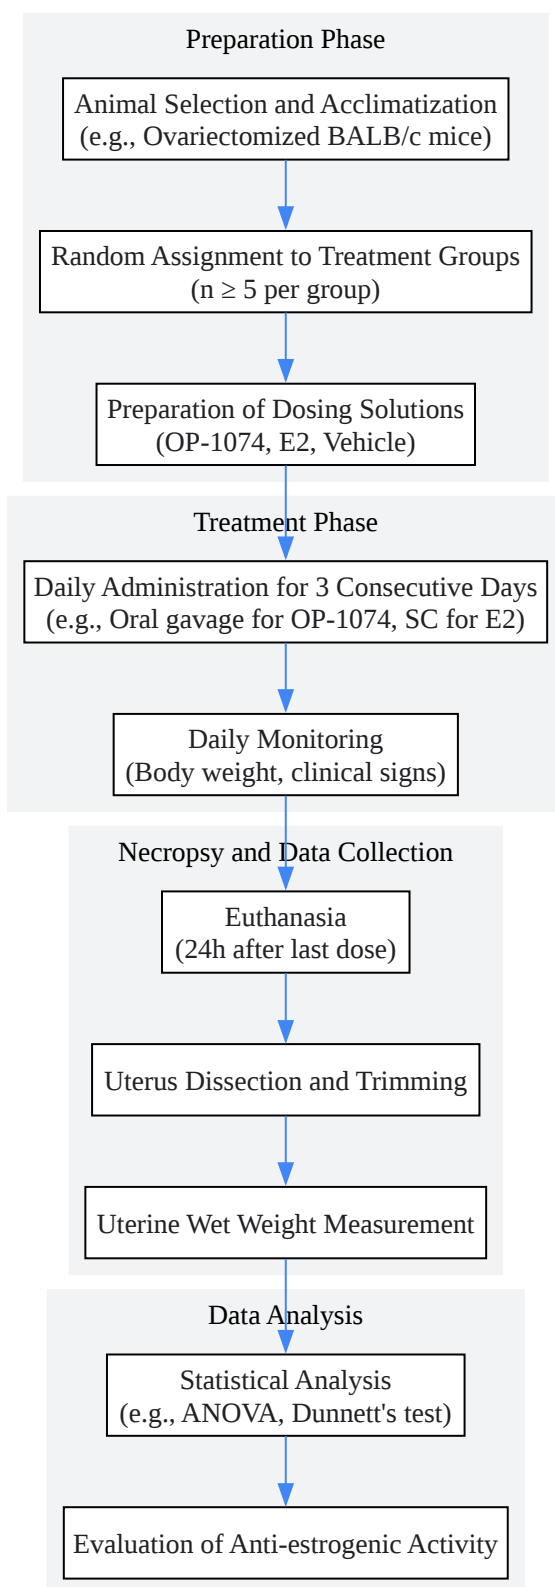 Preparation Phase
Animal Selection and Acclimatization
(e.g., Ovariectomized BALB/c mice)
Random Assignment to Treatment Groups
(n ≥ 5 per group)
Preparation of Dosing Solutions
(OP-1074, E2, Vehicle)
Treatment Phase
Daily Administration for 3 Consecutive Days
(e.g., Oral gavage for OP-1074, SC for E2)
Daily Monitoring
(Body weight, clinical signs)
Necropsy and Data Collection
Euthanasia
(24h after last dose)
Uterus Dissection and Trimming
Uterine Wet Weight Measurement
Data Analysis
Statistical Analysis
(e.g., ANOVA, Dunnett's test)
Evaluation of Anti-estrogenic Activity